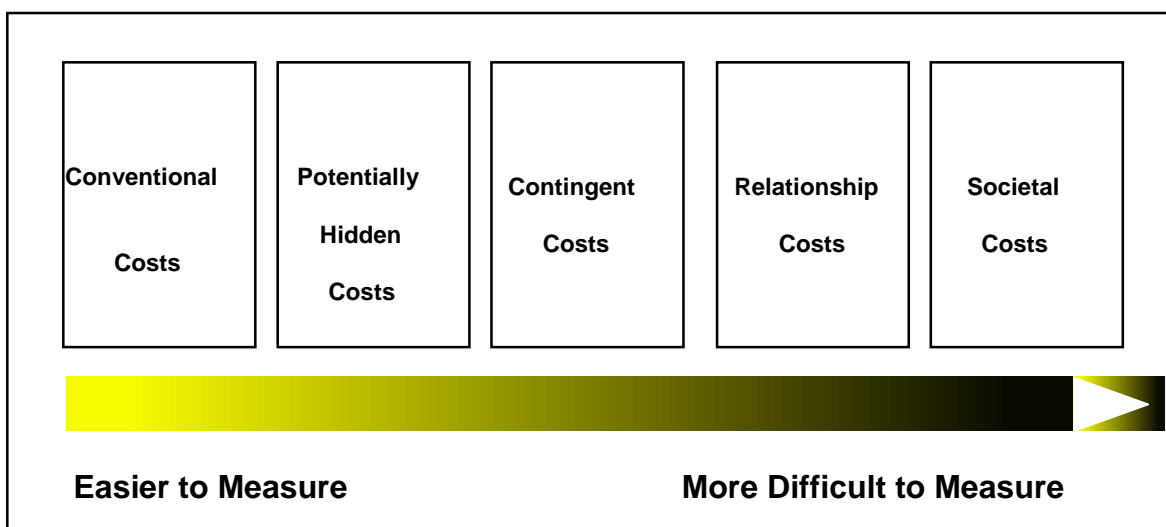 Conventional
Costs
Potentially
Hidden
Costs
Contingent
Costs
Relationship
Costs
Societal
Costs
Easier to Measure
More Difficult to Measure